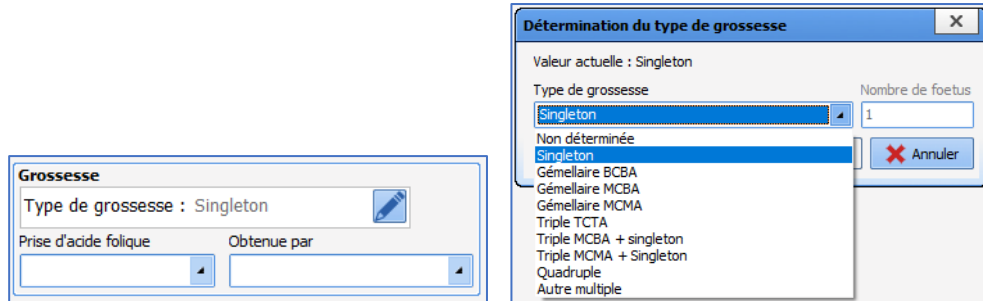 Grossesse
Type de grossesse : Singleton
Prise d'acide folique Obtenue par
Détermination du type de grossesse
Valeur actuelle : Singleton
Type de grossesse Nombre de foetus
Singleton 1
Non déterminée
Singleton
Annuler
Gémellaire BCBA
Gémellaire MCBA
Gémellaire MCMA
Triple TCTA
Triple MCBA + singleton
Triple MCMA + Singleton
Quadruple
Autre multiple